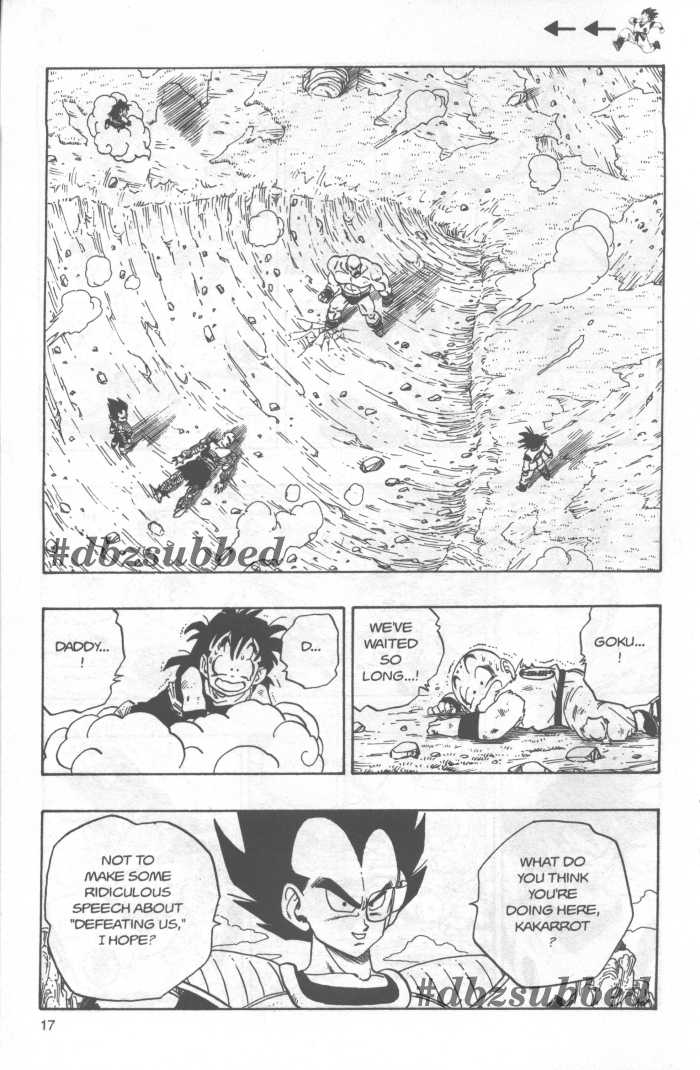 #dbzsubbed
GOKU...
!
WE'VE
WAITED
SO
LONG...!
D...
DADDY...
!
WHAT DO
YOU THINK
YOU'RE
DOING HERE,
KAKARROT
?
NOT TO
MAKE SOME
RIDICULOUS
SPEECH ABOUT
"DEFEATING US,"
I HOPE?
#dbzsubbed
17